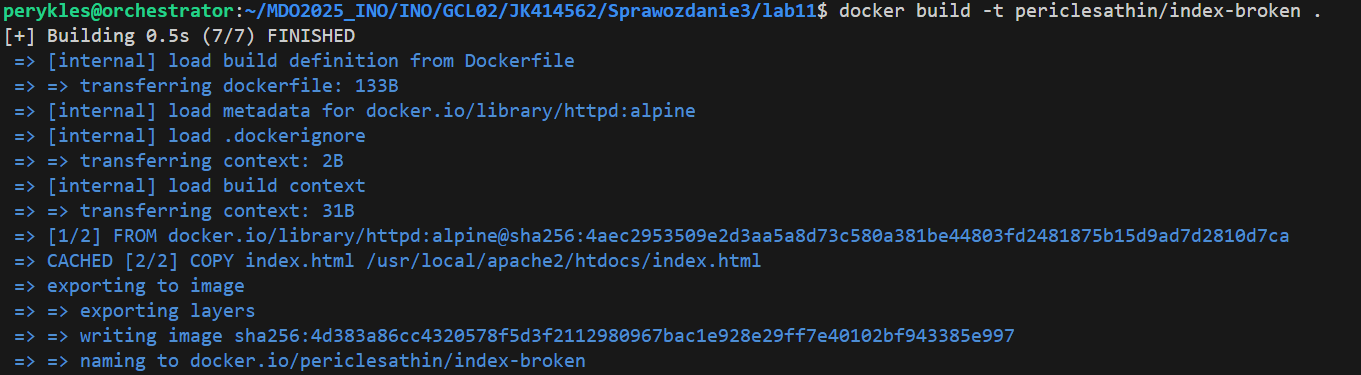 perykles@orchestrator:~/MDO2025_INO/INO/GCL02/JK414562/Sprawozdanie3/lab11$ docker build -t periclesathin/index-broken .
[+] Building 0.5s (7/7) FINISHED
=> [internal] load build definition from Dockerfile
=> => transferring dockerfile: 133B
=> [internal] load metadata for docker.io/library/httpd:alpine
=> [internal] load .dockerignore
=> => transferring context: 2B
=> [internal] load build context
=> => transferring context: 31B
=> [1/2] FROM docker.io/library/httpd:alpine@sha256:4aec2953509e2d3aa5a8d73c580a381be44803fd2481875b15d9ad7d2810d7ca
=> CACHED [2/2] COPY index.html /usr/local/apache2/htdocs/index.html
=> exporting to image
=> => exporting layers
=> => writing image sha256:4d383a86cc4320578f5d3f2112980967bac1e928e29ff7e40102bf943385e997
=> => naming to docker.io/periclesathin/index-broken